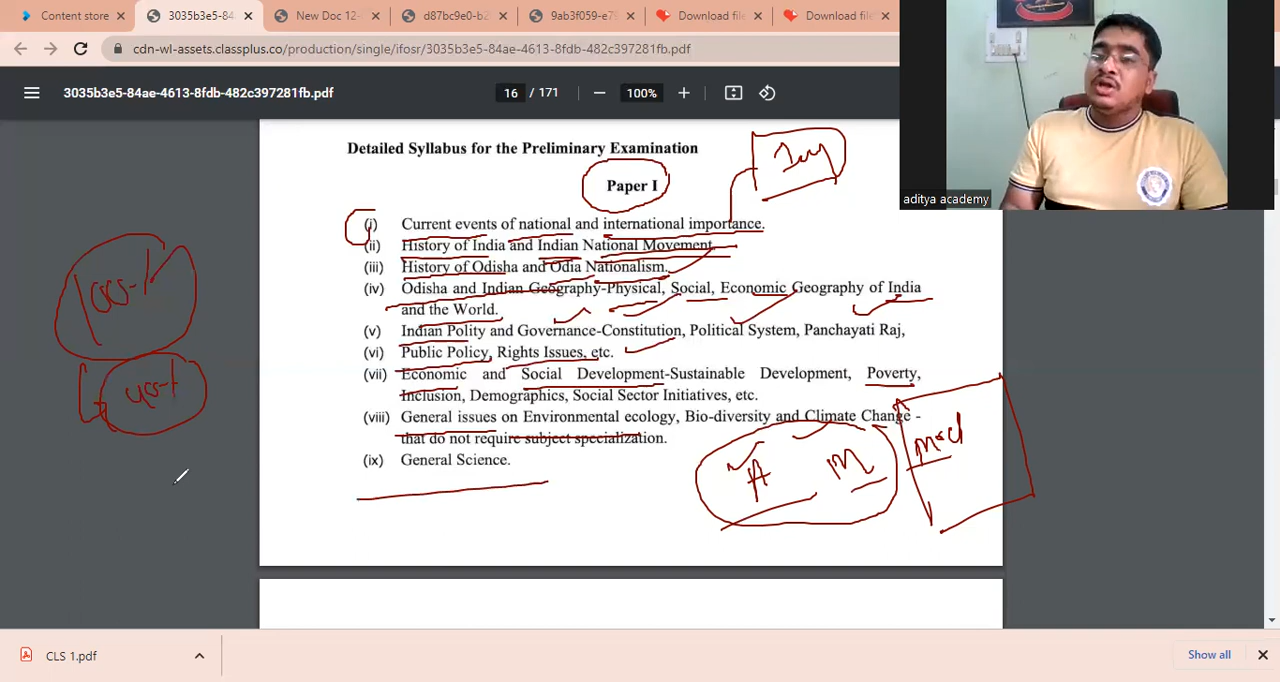 Content store
3035b3e5-84
New Doc 12-
d87bc9e0-b2
9ab3f059-e7
Download file
Download file
cdn-wl-assets.classplus.co/production/single/ifosr/3035b3e5-84ae-4613-8fdb-482c397281fb.pdf
3035b3e5-84ae-4613-8fdb-482c397281fb.pdf
16 / 171
100%
aditya academy
Detailed Syllabus for the Preliminary Examination
Paper I
1 ay
(i) Current events of national and international importance.
(ii) History of India and Indian National Movement.
(iii) History of Odisha and Odia Nationalism.
(iv) Odisha and Indian Geography-Physical, Social, Economic Geography of India
and the World.
(v) Indian Polity and Governance-Constitution, Political System, Panchayati Raj,
(vi) Public Policy, Rights Issues, etc.
(vii) Economic and Social Development-Sustainable Development, Poverty,
Inclusion, Demographics, Social Sector Initiatives, etc.
(viii) General issues on Environmental ecology, Bio-diversity and Climate Change -
that do not require subject specialization.
(ix) General Science.
A M
CLS 1.pdf
Show all